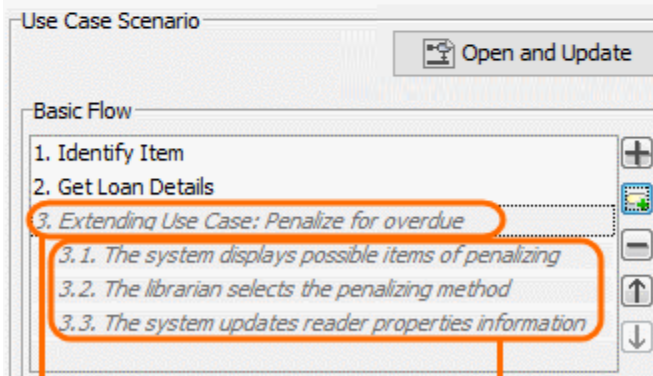 Use Case Scenario
Open and Update
Basic Flow
1. Identify Item
2. Get Loan Details
3. Extending Use Case: Penalize for overdue
3.1. The system displays possible items of penalizing
3.2. The librarian selects the penalizing method
3.3. The system updates reader properties information